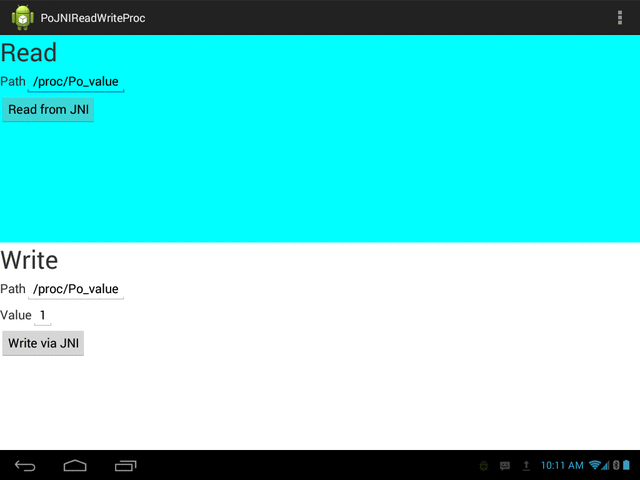 PoJNIReadWriteProc
Read
Path /proc/Po_value
Read from JNI
Write
Path /proc/Po_value
Value 1
Write via JNI
10:11 AM